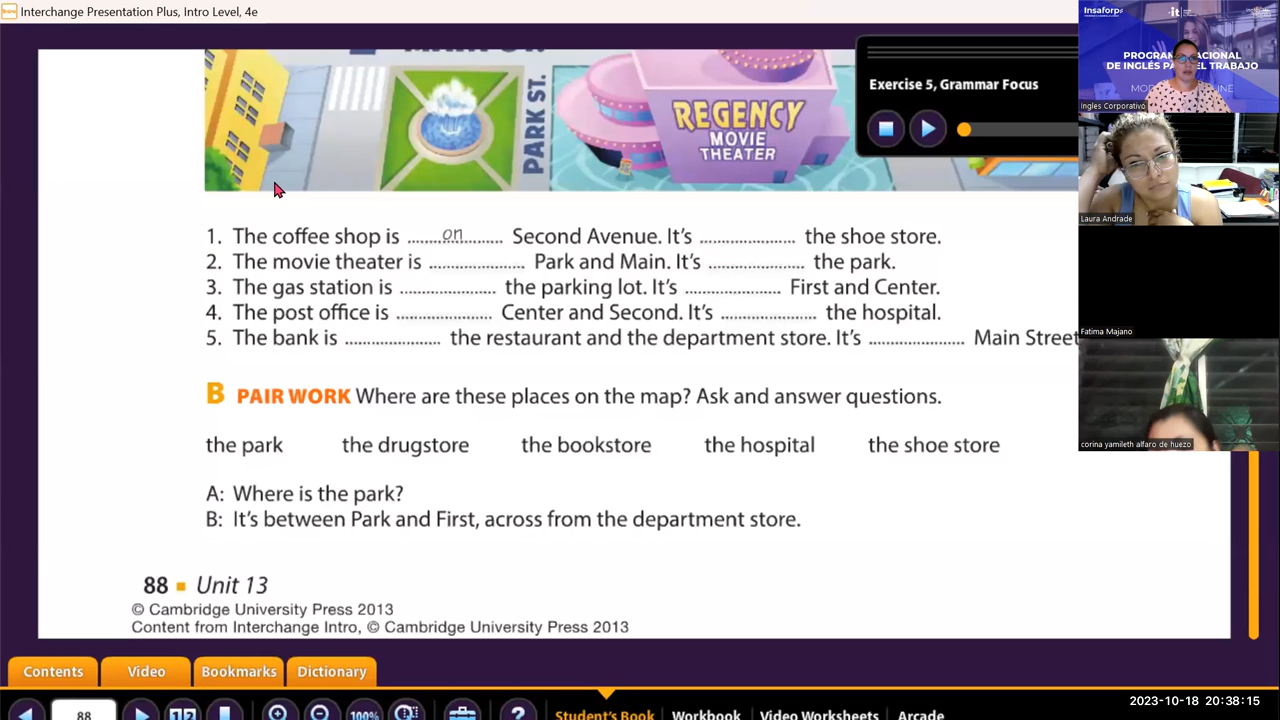 Interchange Presentation Plus, Intro Level, 4e
PARK ST.
REGENCY
MOVIE
THEATER
Exercise 5, Grammar Focus
1. The coffee shop is ........on........ Second Avenue. It's ...................... the shoe store.
2. The movie theater is ...................... Park and Main. It's ...................... the park.
3. The gas station is ...................... the parking lot. It's ...................... First and Center.
4. The post office is ...................... Center and Second. It's ...................... the hospital.
5. The bank is ...................... the restaurant and the department store. It's ...................... Main Street
B PAIR WORK Where are these places on the map? Ask and answer questions.
the park the drugstore the bookstore the hospital the shoe store
A: Where is the park?
B: It's between Park and First, across from the department store.
88 Unit 13
© Cambridge University Press 2013
Content from Interchange Intro, © Cambridge University Press 2013
Contents Video Bookmarks Dictionary
88 1 2 100% ? Student's Book Workbook Video Worksheets Arcade
Insaforp it
Ingles Corporativo
Laura Andrade
Fatima Majano
corina yamileth alfaro de huezo
2023-10-18 20:38:15